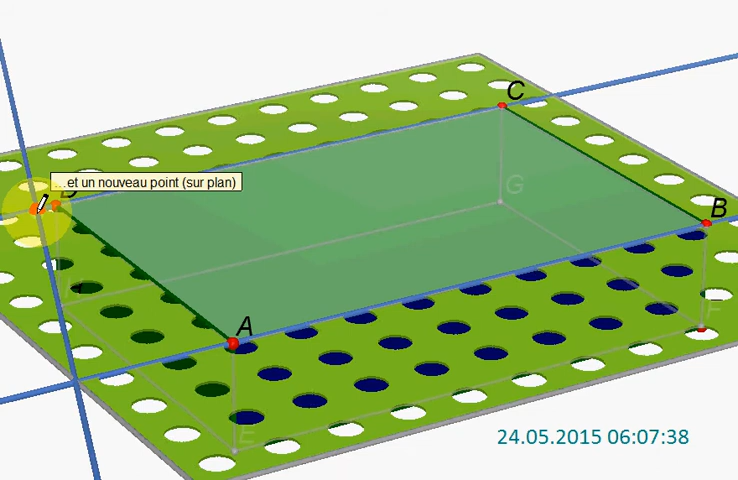 C
...et un nouveau point (sur plan)
D
G
B
A
F
E
24.05.2015 06:07:38